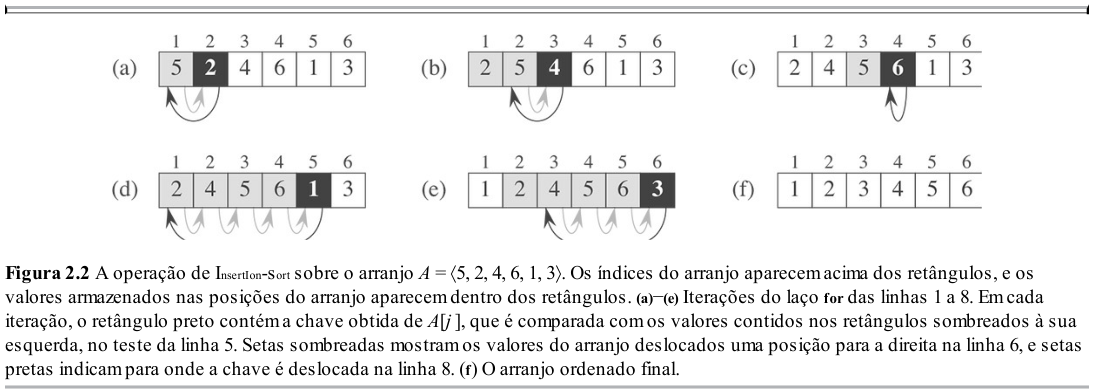 1 2 3 4 5 6 1 2 3 4 5 6 1 2 3 4 5 6
(a) 5 2 4 6 1 3 (b) 2 5 4 6 1 3 (c) 2 4 5 6 1 3
1 2 3 4 5 6 1 2 3 4 5 6 1 2 3 4 5 6
(d) 2 4 5 6 1 3 (e) 1 2 4 5 6 3 (f) 1 2 3 4 5 6
Figura 2.2 A operação de InsertIon-sort sobre o arranjo A = ⟨5, 2, 4, 6, 1, 3⟩. Os índices do arranjo aparecem acima dos retângulos, e os
valores armazenados nas posições do arranjo aparecem dentro dos retângulos. (a)–(e) Iterações do laço for das linhas 1 a 8. Em cada
iteração, o retângulo preto contém a chave obtida de A[j ], que é comparada com os valores contidos nos retângulos sombreados à sua
esquerda, no teste da linha 5. Setas sombreadas mostram os valores do arranjo deslocados uma posição para a direita na linha 6, e setas
pretas indicam para onde a chave é deslocada na linha 8. (f) O arranjo ordenado final.